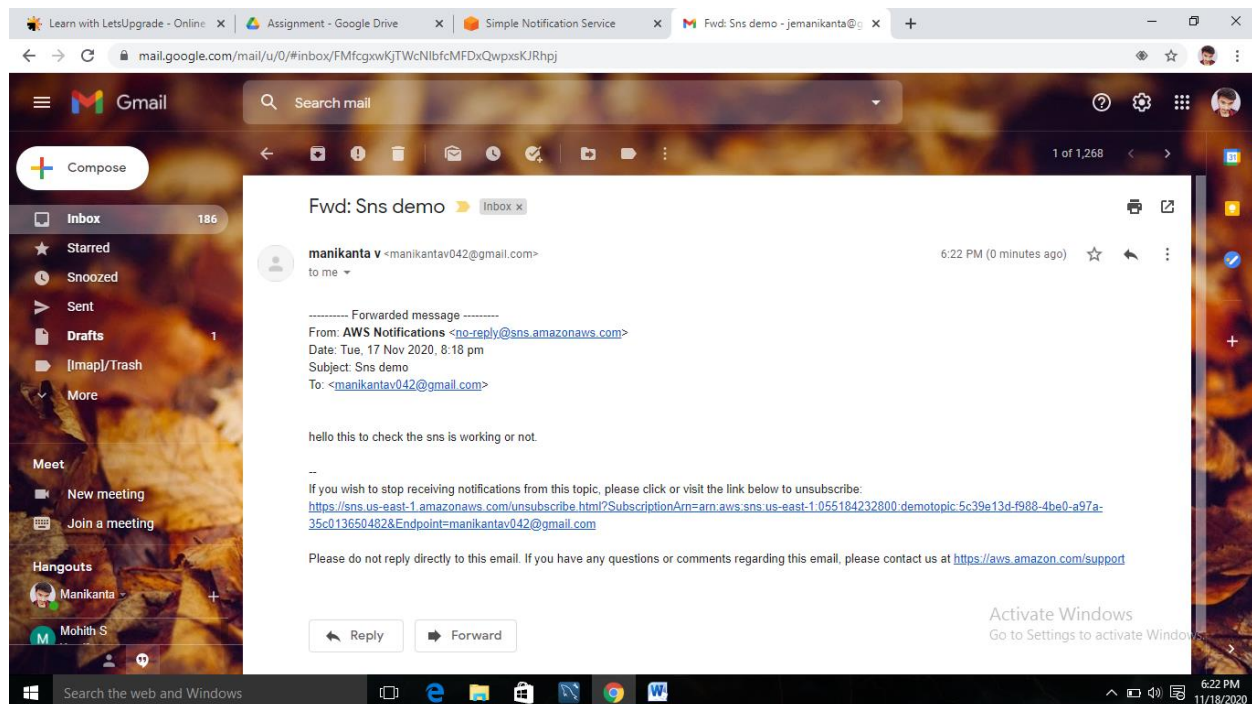 Learn with LetsUpgrade - Online
Assignment - Google Drive
Simple Notification Service
Fwd: Sns demo - jemanikanta@g
mail.google.com/mail/u/0/#inbox/FMfcgxwKjTWcNlbfcMFDxQwpxsKJRhpj
Gmail
Search mail
Compose
1 of 1,268
31
Fwd: Sns demo Inbox x
Inbox 186
Starred
Snoozed
Sent
Drafts 1
[Imap]/Trash
More
manikanta v <manikantav042@gmail.com>
6:22 PM (0 minutes ago)
to me
---------- Forwarded message ---------
From: AWS Notifications <no-reply@sns.amazonaws.com>
Date: Tue, 17 Nov 2020, 8:18 pm
Subject: Sns demo
To: <manikantav042@gmail.com>
hello this to check the sns is working or not.
--
If you wish to stop receiving notifications from this topic, please click or visit the link below to unsubscribe:
https://sns.us-east-1.amazonaws.com/unsubscribe.html?SubscriptionArn=arn:aws:sns:us-east-1:055184232800:demotopic:5c39e13d-f988-4be0-a97a-
35c013650482&Endpoint=manikantav042@gmail.com
Please do not reply directly to this email. If you have any questions or comments regarding this email, please contact us at https://aws.amazon.com/support
Reply
Forward
Meet
New meeting
Join a meeting
Hangouts
Manikanta
M Mohith S
Activate Windows
Go to Settings to activate Windows.
Search the web and Windows
6:22 PM
11/18/2020